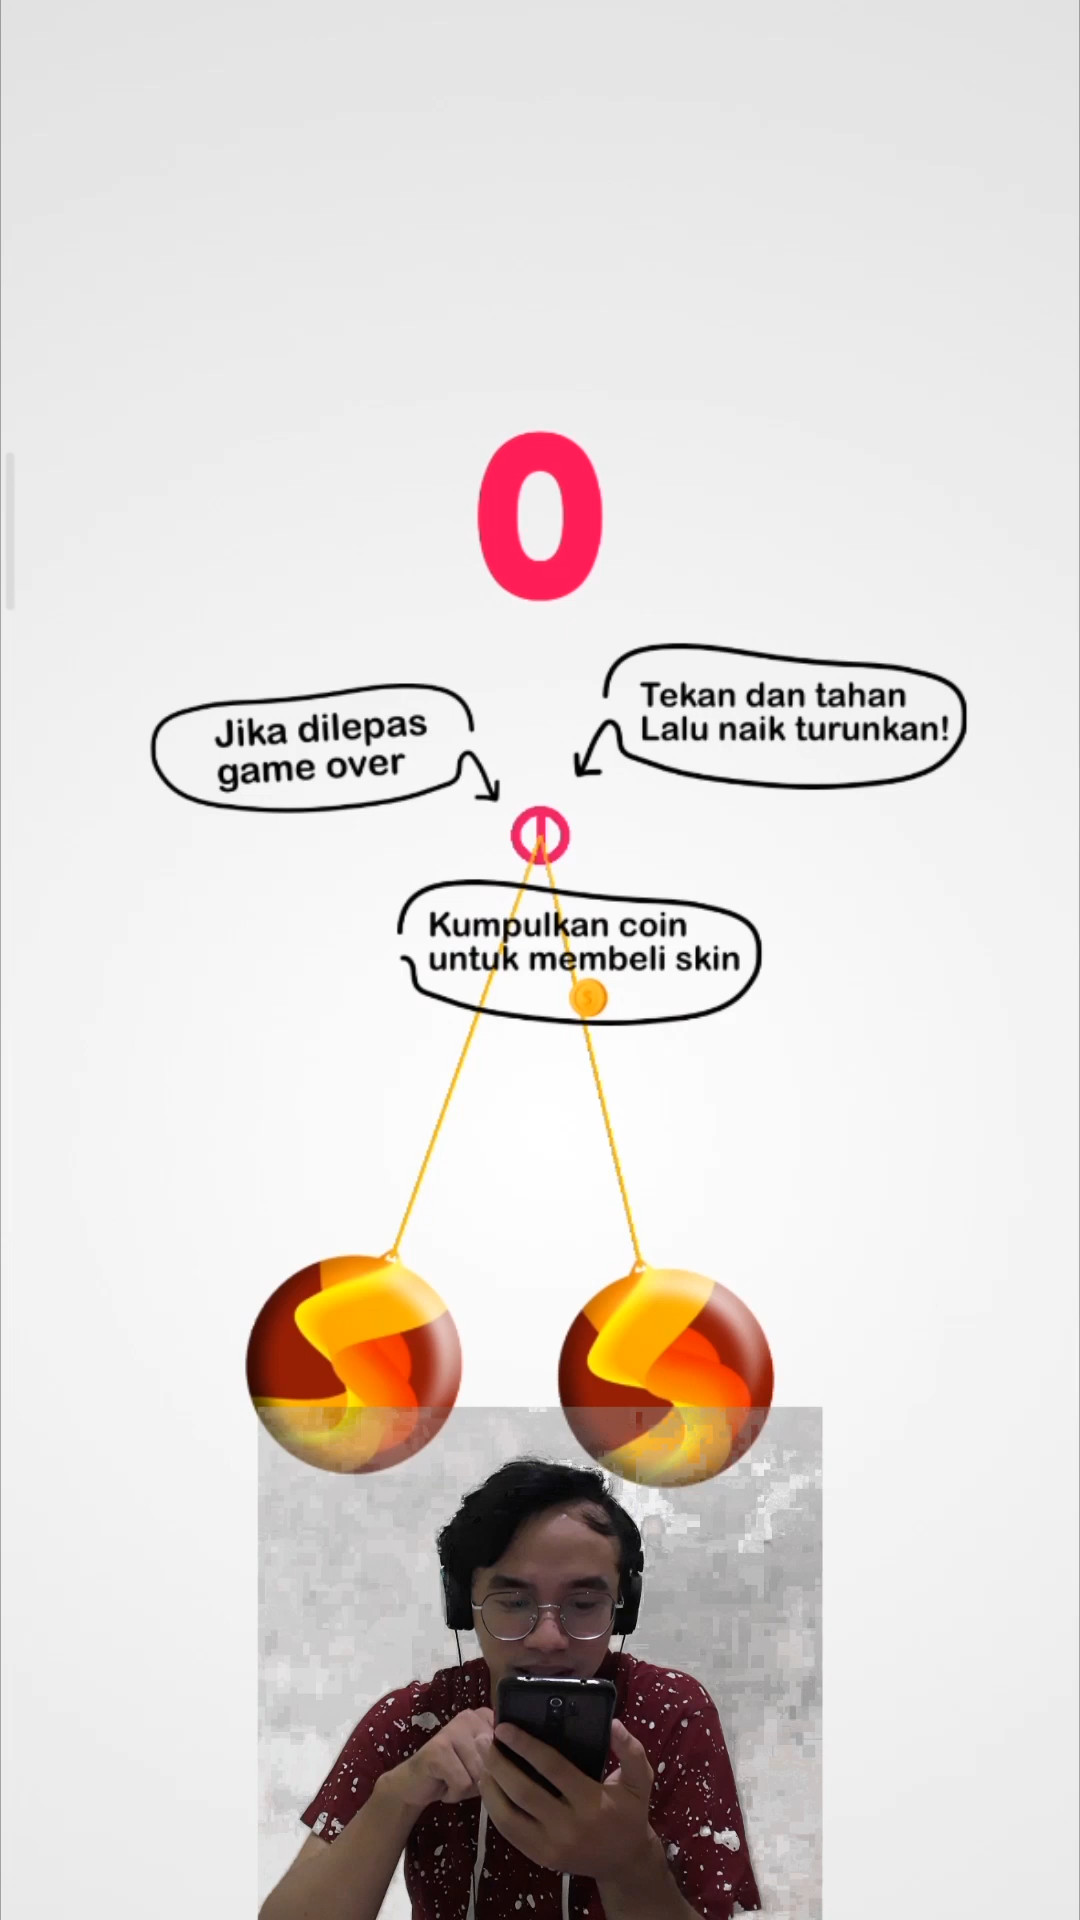 0
Jika dilepas
game over
Tekan dan tahan
Lalu naik turunkan!
Kumpulkan coin
untuk membeli skin